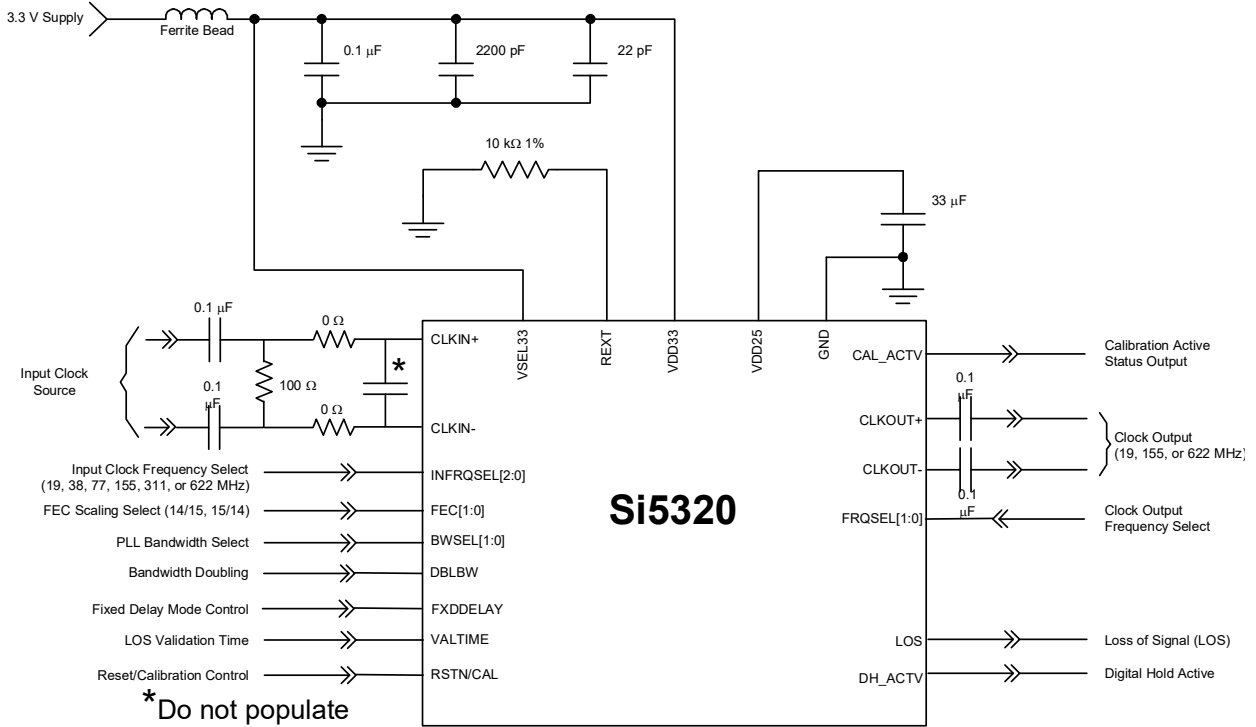 3.3 V Supply
Ferrite Bead
0.1 μF
2200 pF
22 pF
10 kΩ 1%
33 μF
0.1 μF
0 Ω
Input Clock
Source
100 Ω
0.1
μF
0 Ω
CLKIN+
CLKIN-
VSEL33
REXT
VDD33
VDD25
GND
Input Clock Frequency Select
(19, 38, 77, 155, 311, or 622 MHz)
INFRQSEL[2:0]
FEC Scaling Select (14/15, 15/14)
FEC[1:0]
PLL Bandwidth Select
BWSEL[1:0]
Bandwidth Doubling
DBLBW
Fixed Delay Mode Control
FXDDELAY
LOS Validation Time
VALTIME
Reset/Calibration Control
RSTN/CAL
*
*Do not populate
Si5320
CAL_ACTV
Calibration Active
Status Output
0.1
μF
CLKOUT+
CLKOUT-
Clock Output
(19, 155, or 622 MHz)
0.1
μF
FRQSEL[1:0]
Clock Output
Frequency Select
LOS
Loss of Signal (LOS)
DH_ACTV
Digital Hold Active